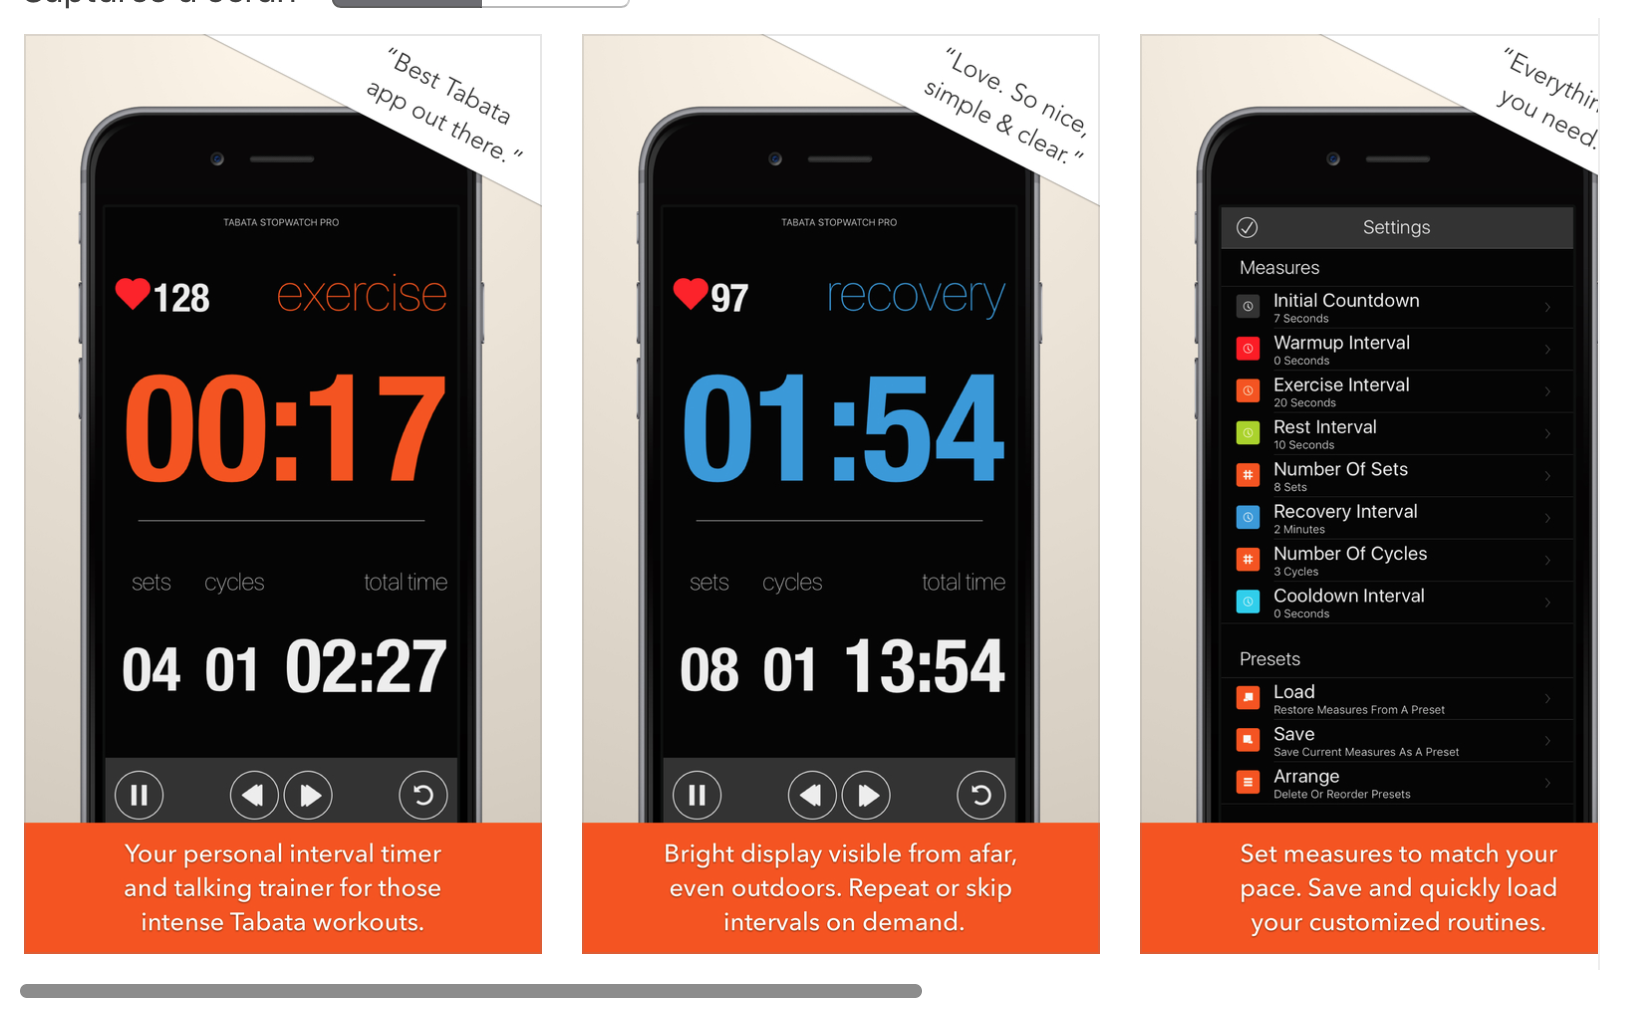 "Best Tabata
app out there."
TABATA STOPWATCH PRO
128 exercise
00:17
sets cycles total time
04 01 02:27
Your personal interval timer
and talking trainer for those
intense Tabata workouts.
"Love. So nice,
simple & clear."
TABATA STOPWATCH PRO
97 recovery
01:54
sets cycles total time
08 01 13:54
Bright display visible from afar,
even outdoors. Repeat or skip
intervals on demand.
you need.
Settings
Measures
Initial Countdown
7 Seconds
Warmup Interval
0 Seconds
Exercise Interval
20 Seconds
Rest Interval
10 Seconds
Number Of Sets
8 Sets
Recovery Interval
2 Minutes
Number Of Cycles
3 Cycles
Cooldown Interval
0 Seconds
Presets
Load
Restore Measures From A Preset
Save
Save Current Measures As A Preset
Arrange
Delete Or Reorder Presets
Set measures to match your
pace. Save and quickly load
your customized routines.